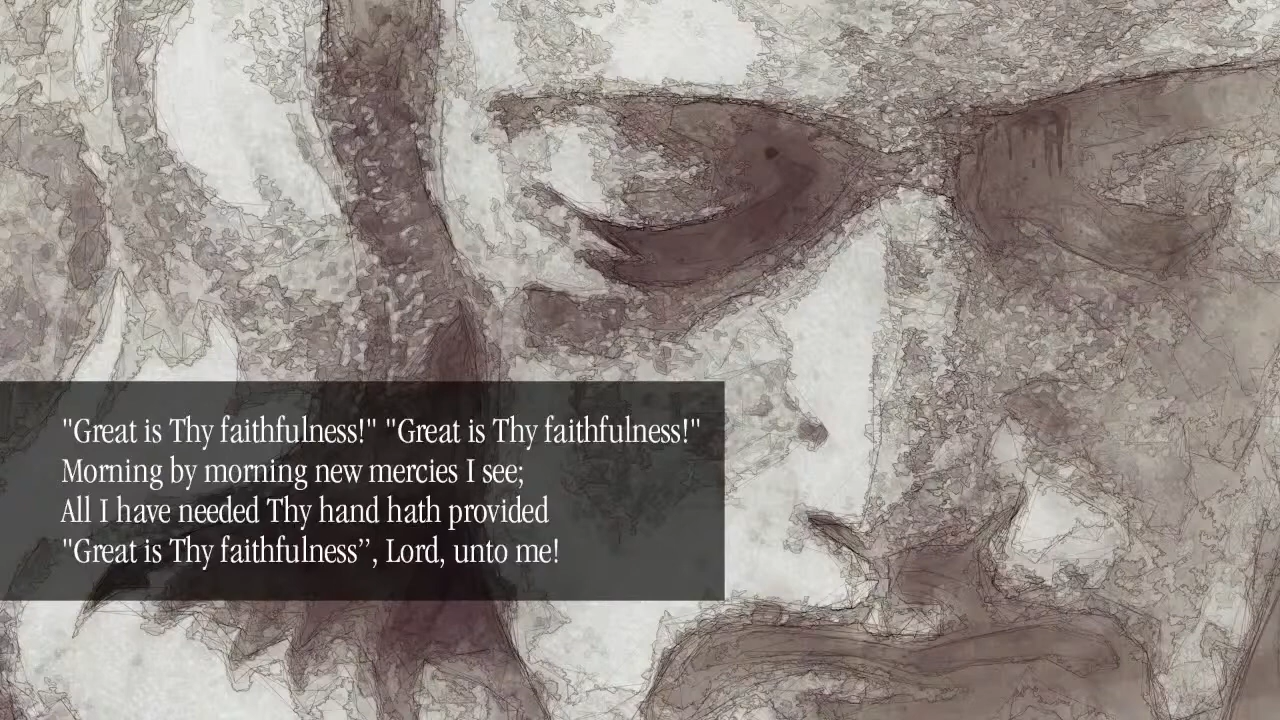 "Great is Thy faithfulness!" "Great is Thy faithfulness!"
Morning by morning new mercies I see;
All I have needed Thy hand hath provided
"Great is Thy faithfulness”, Lord, unto me!